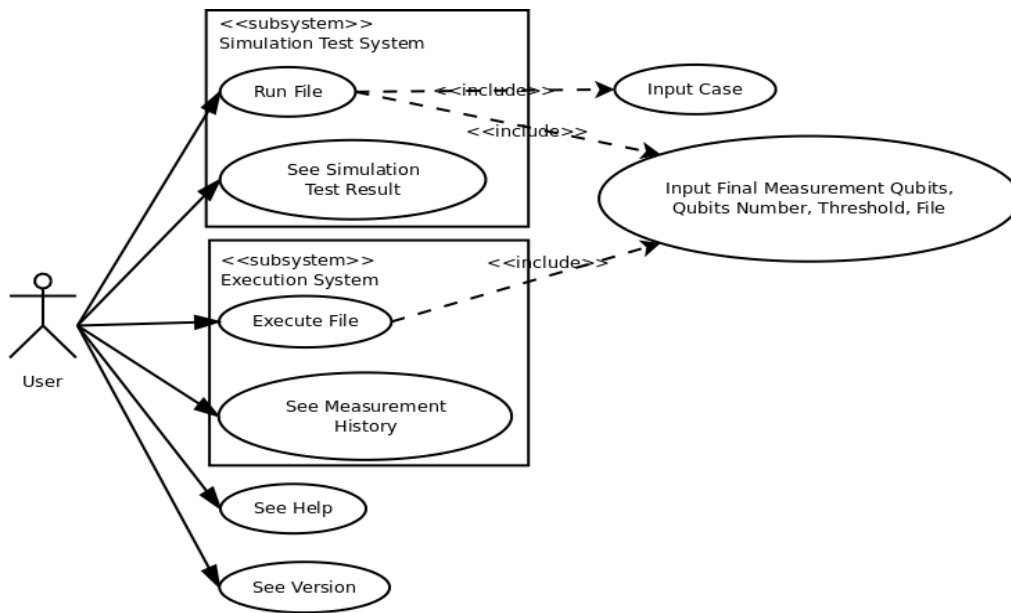 <<subsystem>>
Simulation Test System
Run File
<<include>>
Input Case
<<include>>
See Simulation
Test Result
Input Final Measurement Qubits,
Qubits Number, Threshold, File
<<subsystem>>
Execution System
<<include>>
Execute File
User
See Measurement
History
See Help
See Version